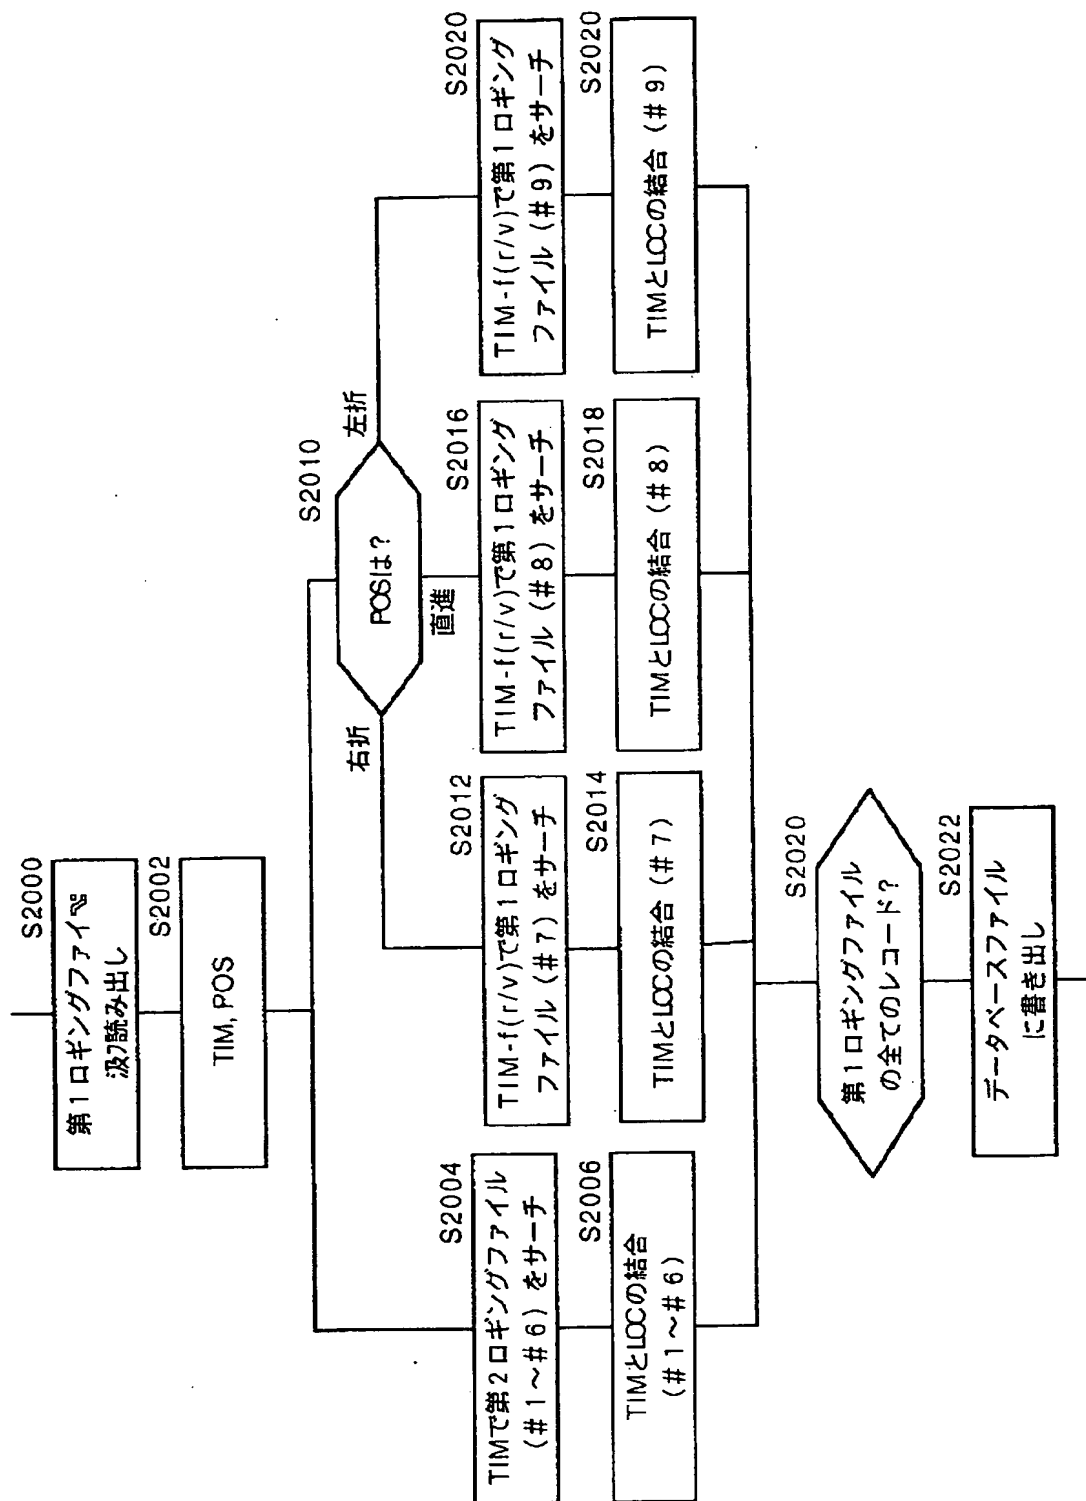 S2000
第1ロギングファイル
読み出し
S2002
TIM, POS
S2004
TIMで第2ロギングファイル
(#1～#6) をサーチ
S2006
TIMとLOCの結合
(#1～#6)
S2010
POSは?
右折
直進
左折
S2012
TIM-f(r/v)で第1ロギング
ファイル (#7) をサーチ
S2014
TIMとLOCの結合 (#7)
S2016
TIM-f(r/v)で第1ロギング
ファイル (#8) をサーチ
S2018
TIMとLOCの結合 (#8)
S2020
TIM-f(r/v)で第1ロギング
ファイル (#9) をサーチ
S2020
TIMとLOCの結合 (#9)
S2020
第1ロギングファイル
の全てのレコード?
S2022
データベースファイル
に書き出し